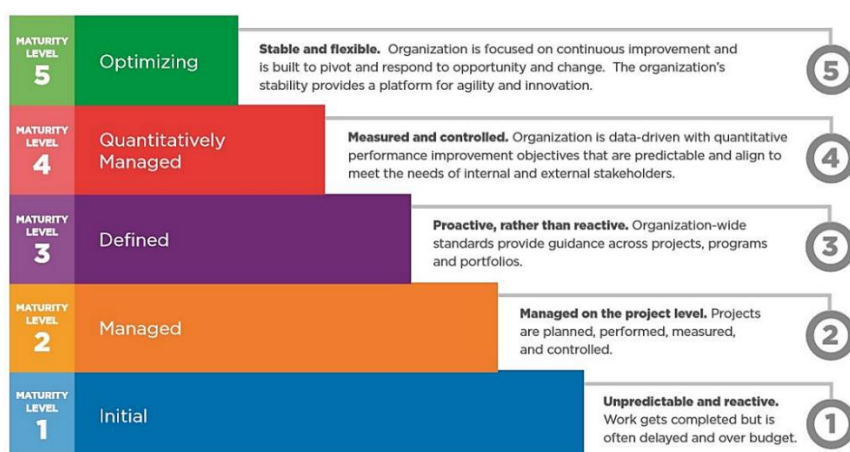 MATURITY
LEVEL
5
Optimizing
Stable and flexible. Organization is focused on continuous improvement and
is built to pivot and respond to opportunity and change. The organization's
stability provides a platform for agility and innovation.
5
MATURITY
LEVEL
4
Quantitatively
Managed
Measured and controlled. Organization is data-driven with quantitative
performance improvement objectives that are predictable and align to
meet the needs of internal and external stakeholders.
4
MATURITY
LEVEL
3
Defined
Proactive, rather than reactive. Organization-wide
standards provide guidance across projects, programs
and portfolios.
3
MATURITY
LEVEL
2
Managed
Managed on the project level. Projects
are planned, performed, measured,
and controlled.
2
MATURITY
LEVEL
1
Initial
Unpredictable and reactive.
Work gets completed but is
often delayed and over budget.
1